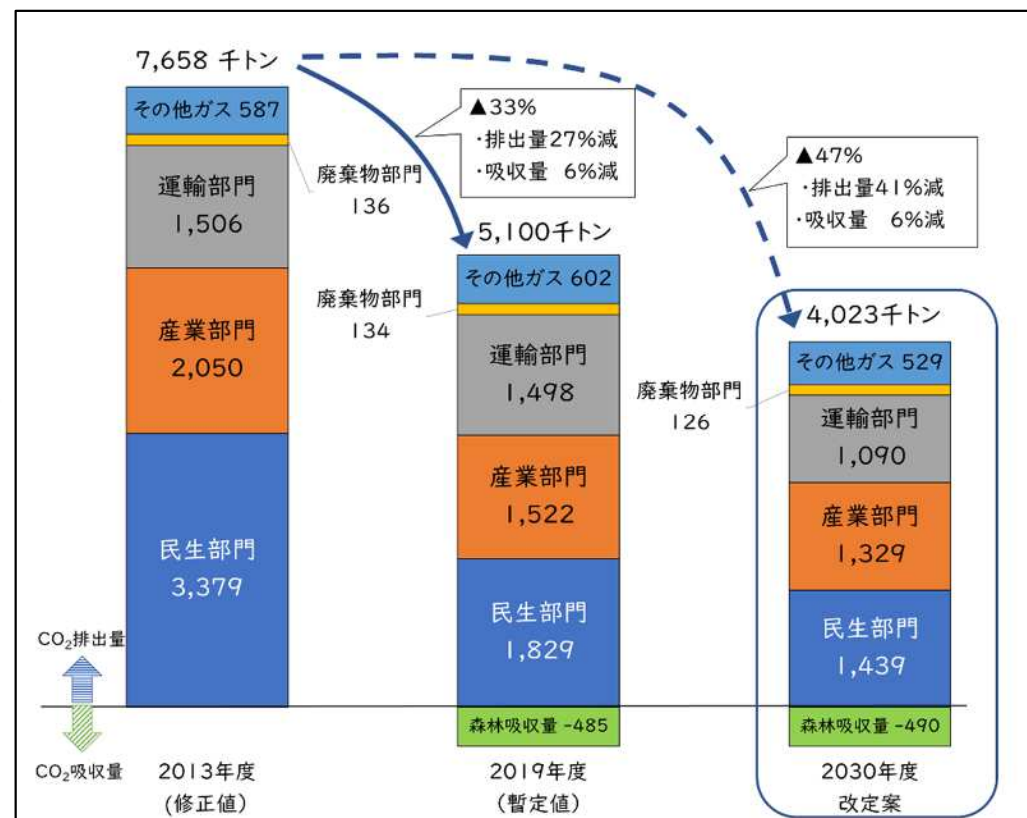 7,658 千トン
その他ガス 587
廃棄物部門
136
運輸部門
1,506
産業部門
2,050
民生部門
3,379
▲33%
・排出量27%減
・吸収量 6%減
5,100千トン
その他ガス 602
廃棄物部門
134
運輸部門
1,498
産業部門
1,522
民生部門
1,829
森林吸収量 -485
▲47%
・排出量41%減
・吸収量 6%減
4,023千トン
その他ガス 529
廃棄物部門
126
運輸部門
1,090
産業部門
1,329
民生部門
1,439
森林吸収量 -490
CO₂排出量
CO₂吸収量
2013年度
(修正値)
2019年度
(暫定値)
2030年度
改定案